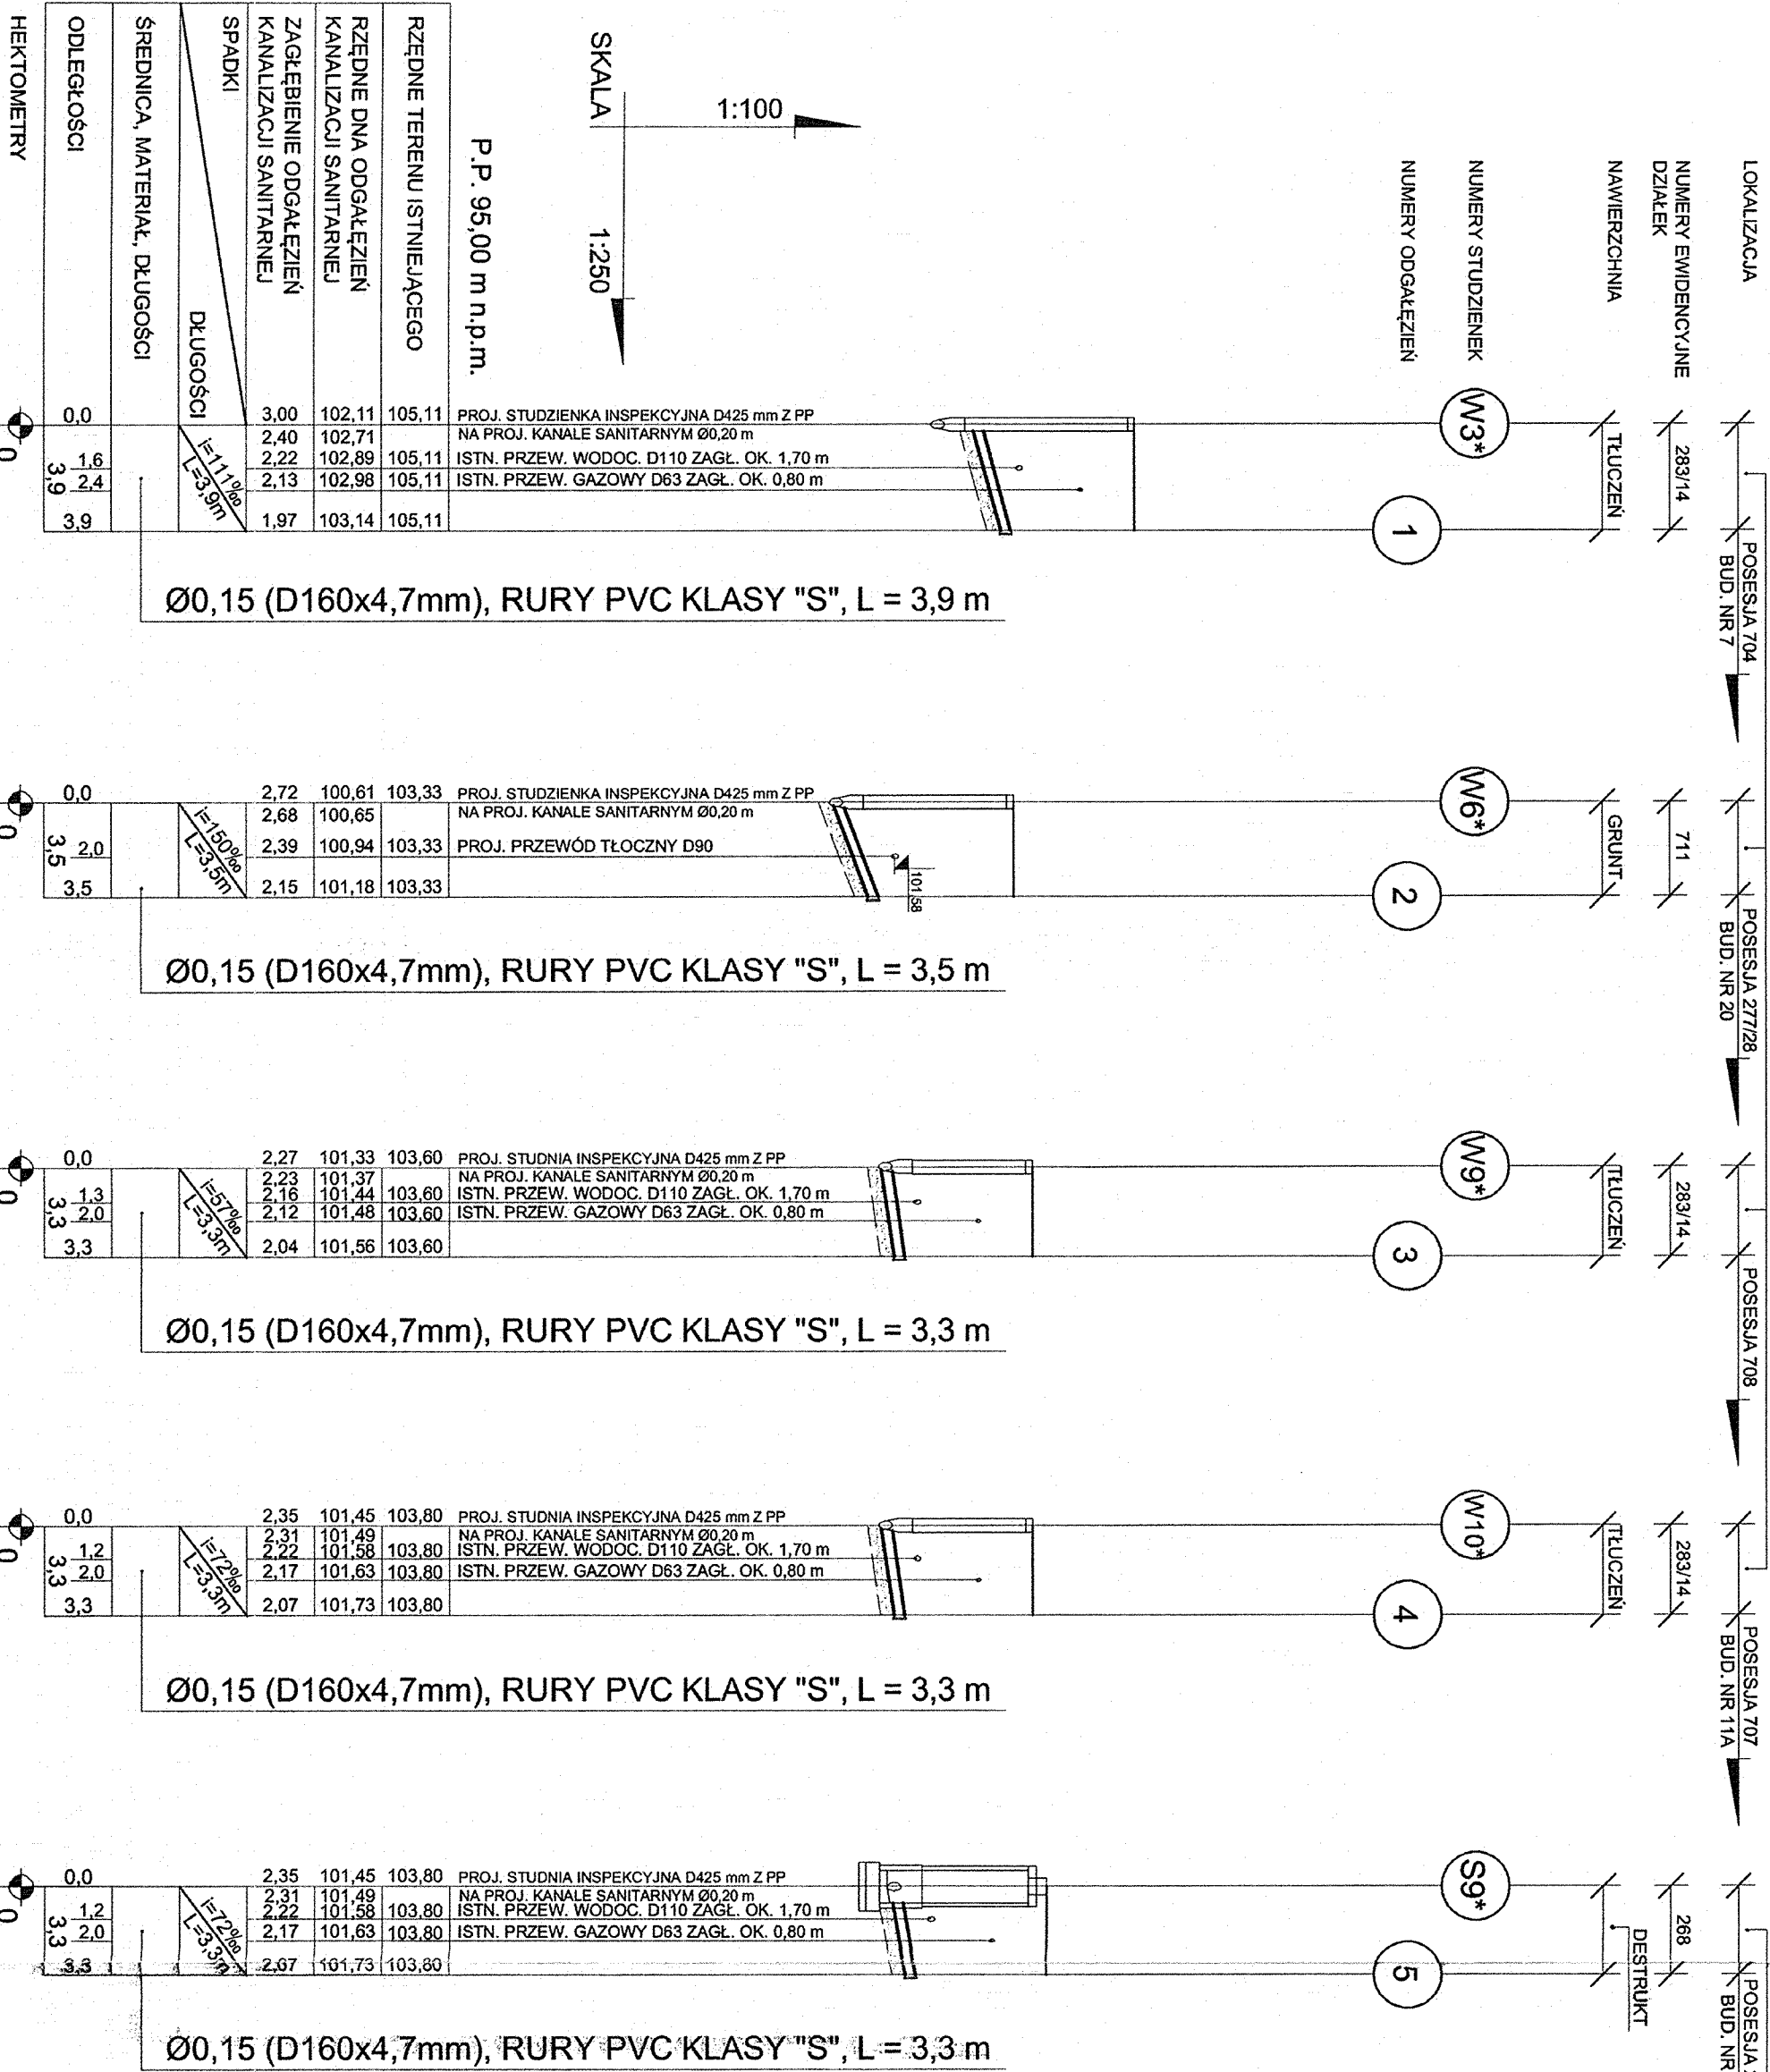 LOKALIZACJA
NUMERY EWIDENCYJNE
DZIAŁEK
NAWIERZCHNIA
NUMERY STUDZIENEK
NUMERY ODGAŁĘZIEŃ
SKALA
1:100
1:250
P.P. 95,00 m n.p.m.
RZĘDNE TERENU ISTNIEJĄCEGO
RZĘDNE DNA ODGAŁĘZIEŃ
KANALIZACJI SANITARNEJ
ZAGŁĘBIENIE ODGAŁĘZIEŃ
KANALIZACJI SANITARNEJ
SPADKI
DŁUGOŚCI
ŚREDNICA, MATERIAŁ, DŁUGOŚCI
ODLEGŁOŚCI
HEKTOMETRY
POSESJA 704
BUD. NR 7
283/14
TŁUCZEŃ
W3*
1
0,0 3,00 102,11 105,11 PROJ. STUDZIENKA INSPEKCYJNA D425 mm Z PP
2,40 102,71 NA PROJ. KANALE SANITARNYM Ø0,20 m
1,6 2,22 102,89 105,11 ISTN. PRZEW. WODOC. D110 ZAGŁ. OK. 1,70 m
2,4 2,13 102,98 105,11 ISTN. PRZEW. GAZOWY D63 ZAGŁ. OK. 0,80 m
3,9 1,97 103,14 105,11
3,9
i=111‰
L=3,9m
0
Ø0,15 (D160x4,7mm), RURY PVC KLASY "S", L = 3,9 m
POSESJA 277/28
BUD. NR 20
711
GRUNT
W6*
2
0,0 2,72 100,61 103,33 PROJ. STUDZIENKA INSPEKCYJNA D425 mm Z PP
2,68 100,65 NA PROJ. KANALE SANITARNYM Ø0,20 m
2,0 2,39 100,94 103,33 PROJ. PRZEWÓD TŁOCZNY D90
101,58
3,5 2,15 101,18 103,33
3,5
i=150‰
L=3,5m
0
Ø0,15 (D160x4,7mm), RURY PVC KLASY "S", L = 3,5 m
POSESJA 708
283/14
TŁUCZEŃ
W9*
3
0,0 2,27 101,33 103,60 PROJ. STUDNIA INSPEKCYJNA D425 mm Z PP
2,23 101,37 NA PROJ. KANALE SANITARNYM Ø0,20 m
1,3 2,16 101,44 103,60 ISTN. PRZEW. WODOC. D110 ZAGŁ. OK. 1,70 m
2,0 2,12 101,48 103,60 ISTN. PRZEW. GAZOWY D63 ZAGŁ. OK. 0,80 m
3,3 2,04 101,56 103,60
3,3
i=57‰
L=3,3m
0
Ø0,15 (D160x4,7mm), RURY PVC KLASY "S", L = 3,3 m
POSESJA 707
BUD. NR 11A
283/14
TŁUCZEŃ
W10*
4
0,0 2,35 101,45 103,80 PROJ. STUDNIA INSPEKCYJNA D425 mm Z PP
2,31 101,49 NA PROJ. KANALE SANITARNYM Ø0,20 m
1,2 2,22 101,58 103,80 ISTN. PRZEW. WODOC. D110 ZAGŁ. OK. 1,70 m
2,0 2,17 101,63 103,80 ISTN. PRZEW. GAZOWY D63 ZAGŁ. OK. 0,80 m
3,3 2,07 101,73 103,80
3,3
i=72‰
L=3,3m
0
Ø0,15 (D160x4,7mm), RURY PVC KLASY "S", L = 3,3 m
POSESJA
BUD. NR
268
DESTRUKT
S9*
5
0,0 2,35 101,45 103,80 PROJ. STUDNIA INSPEKCYJNA D425 mm Z PP
2,31 101,49 NA PROJ. KANALE SANITARNYM Ø0,20 m
1,2 2,22 101,58 103,80 ISTN. PRZEW. WODOC. D110 ZAGŁ. OK. 1,70 m
2,0 2,17 101,63 103,80 ISTN. PRZEW. GAZOWY D63 ZAGŁ. OK. 0,80 m
3,3 2,07 101,73 103,80
3,3
i=72‰
L=3,3m
0
Ø0,15 (D160x4,7mm), RURY PVC KLASY "S", L = 3,3 m